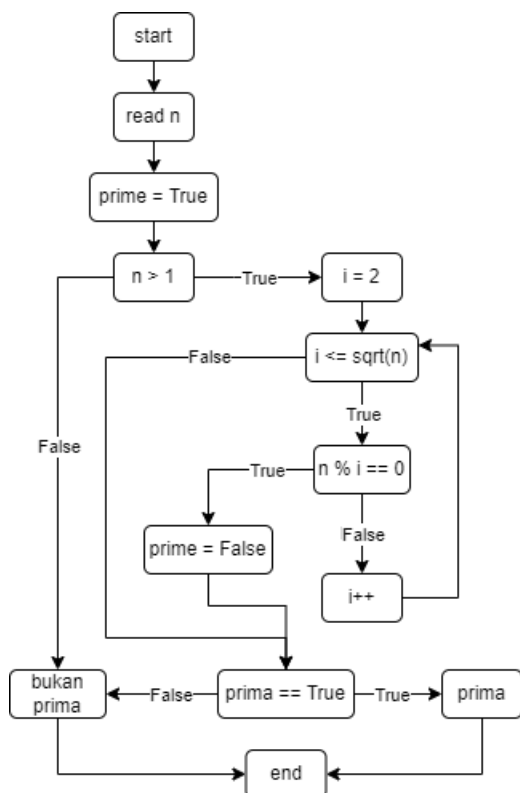 start
read n
prime = True
n > 1
True
i = 2
False
i <= sqrt(n)
True
False
True
n % i == 0
prime = False
False
i++
bukan
prima
False
prima == True
True
prima
end